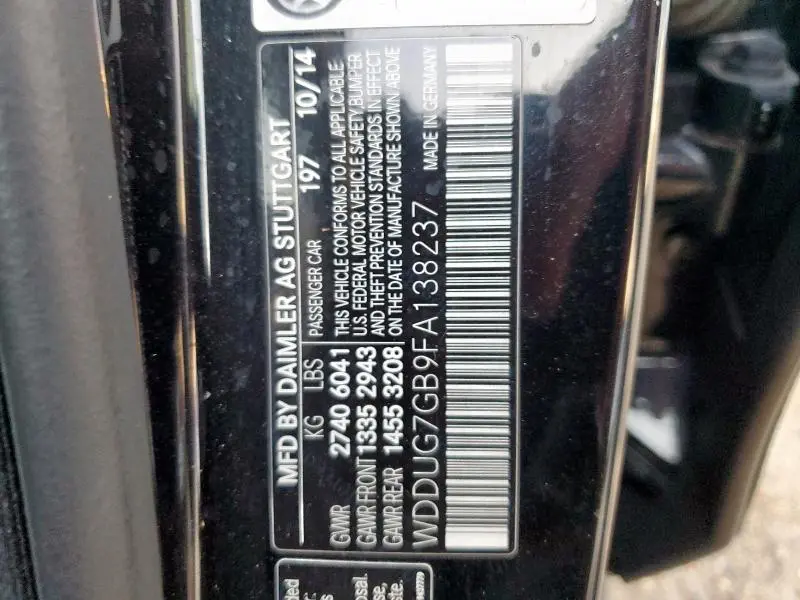 MFD BY DAIMLER AG STUTTGART
KG LBS
197 10/14
GVWR 2740 6041
GAWR FRONT 1335 2943
GAWR REAR 1455 3208
PASSENGER CAR
THIS VEHICLE CONFORMS TO ALL APPLICABLE
U.S. FEDERAL MOTOR VEHICLE SAFETY, BUMPER
AND THEFT PREVENTION STANDARDS IN EFFECT
ON THE DATE OF MANUFACTURE SHOWN ABOVE
WDDUG7GB9FA138237
MADE IN GERMANY